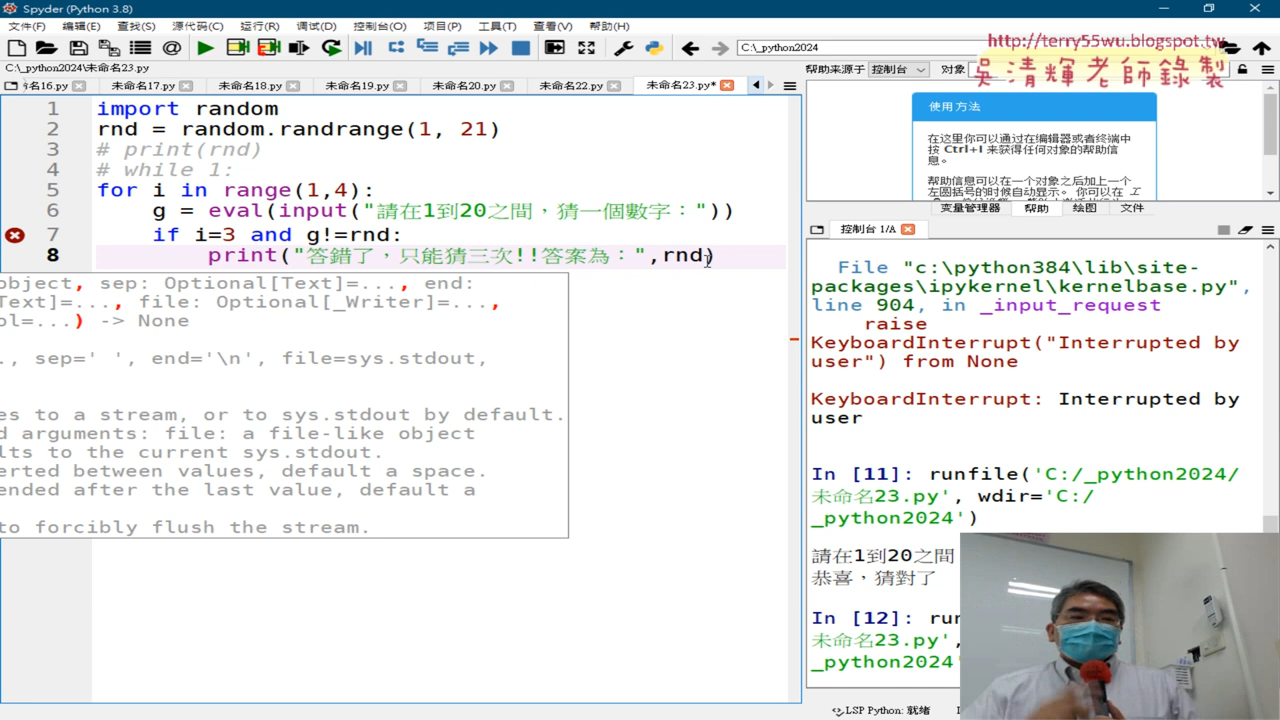 Spyder (Python 3.8)
文件(F) 编辑(E) 查找(S) 源代码(C) 运行(R) 调试(D) 控制台(O) 项目(P) 工具(T) 查看(V) 帮助(H)
C:\_python2024
http://terry55wu.blogspot.tw
吳清輝老師錄製
C:\_python2024\未命名23.py
帮助来源于 控制台 对象
名16.py 未命名17.py 未命名18.py 未命名19.py 未命名20.py 未命名22.py 未命名23.py*
1 import random
2 rnd = random.randrange(1, 21)
3 # print(rnd)
4 # while 1:
5 for i in range(1,4):
6 g = eval(input("請在1到20之間，猜一個數字："))
7 if i=3 and g!=rnd:
8 print("答錯了，只能猜三次!!答案為：",rnd)
object, sep: Optional[Text]=..., end:
Text]=..., file: Optional[_Writer]=...,
ol=...) -> None
., sep=' ', end='\n', file=sys.stdout,
es to a stream, or to sys.stdout by default.
d arguments: file: a file-like object
lts to the current sys.stdout.
erted between values, default a space.
ended after the last value, default a
to forcibly flush the stream.
使用方法
在这里你可以通过在编辑器或者终端中
按 Ctrl+I 来获得任何对象的帮助信
息。
帮助信息可以在一个对象之后加上一个
左圆括号的时候自动显示。 你可以在
变量管理器 帮助 绘图 文件
控制台 1/A
File "c:\python384\lib\site-
packages\ipykernel\kernelbase.py",
line 904, in _input_request
raise
KeyboardInterrupt("Interrupted by
user") from None
KeyboardInterrupt: Interrupted by
user
In [11]: runfile('C:/_python2024/
未命名23.py', wdir='C:/
_python2024')
請在1到20之間
恭喜，猜對了
In [12]: run
未命名23.py',
_python2024'
LSP Python: 就绪